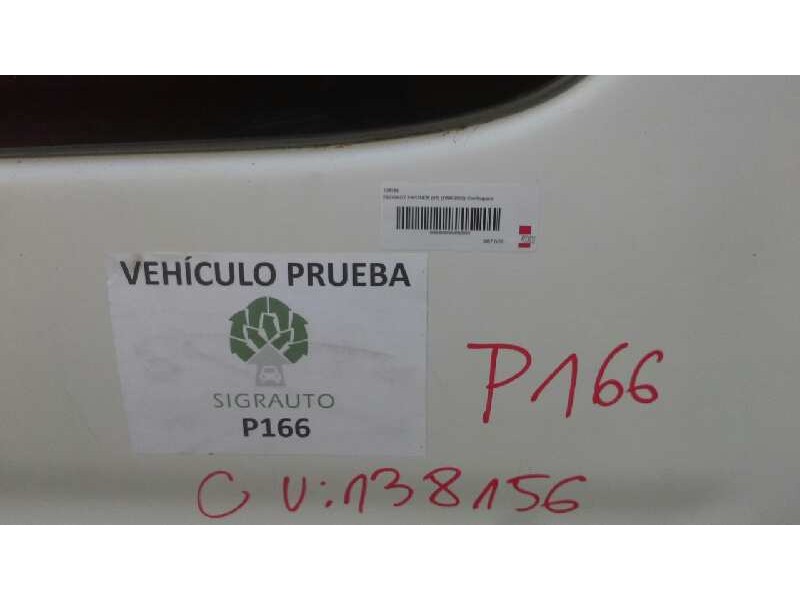 VEHÍCULO PRUEBA
SIGRAUTO
P166
P166
C V:138156